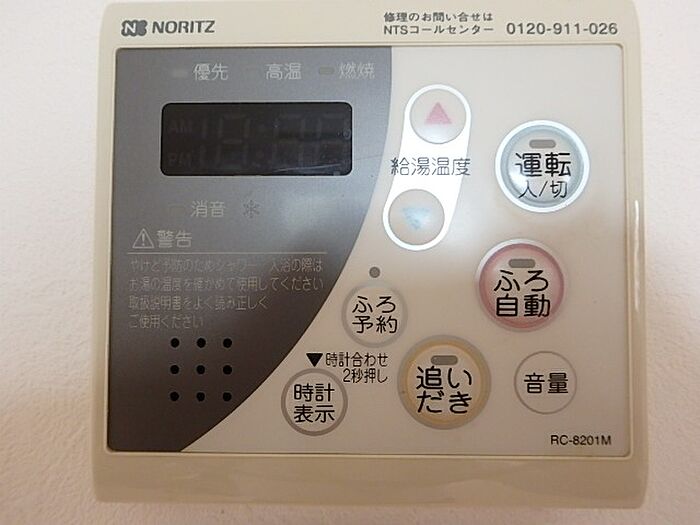 NORITZ
修理のお問い合せは
NTSコールセンター 0120-911-026
優先 高温 燃焼
AM
PM
給湯温度
運転
入/切
消音
警告
やけど予防のためシャワー・入浴の際は
お湯の温度を確かめて使用してください
取扱説明書をよく読み正しく
ご使用ください
ふろ
自動
ふろ
予約
▼時計合わせ
2秒押し
時計
表示
追い
だき
音量
RC-8201M